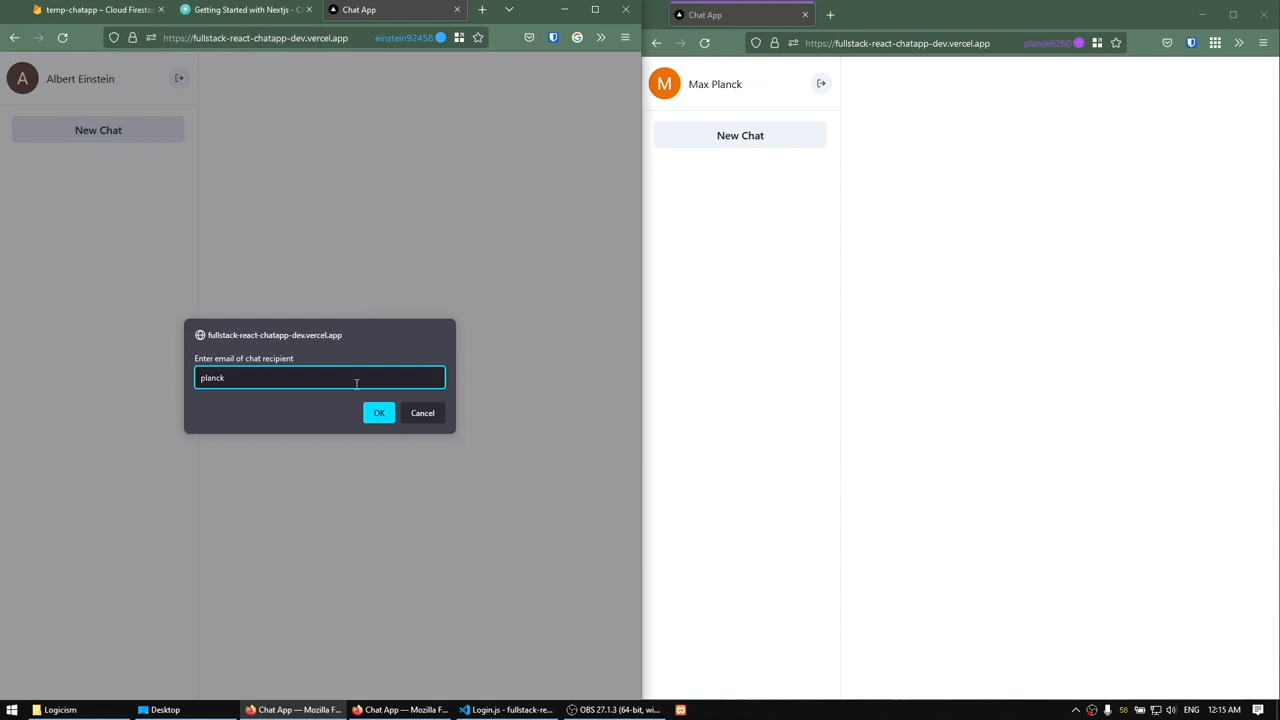 temp-chatapp – Cloud Firestor
Getting Started with Nextjs - C
Chat App
https://fullstack-react-chatapp-dev.vercel.app
einstein92458
A
Albert Einstein
New Chat
fullstack-react-chatapp-dev.vercel.app
Enter email of chat recipient
planck
OK
Cancel
Chat App
https://fullstack-react-chatapp-dev.vercel.app
planck6260
M
Max Planck
New Chat
Logicism
Desktop
Chat App — Mozilla F...
Chat App — Mozilla F...
Login.js - fullstack-re...
OBS 27.1.3 (64-bit, wi...
58
ENG
12:15 AM